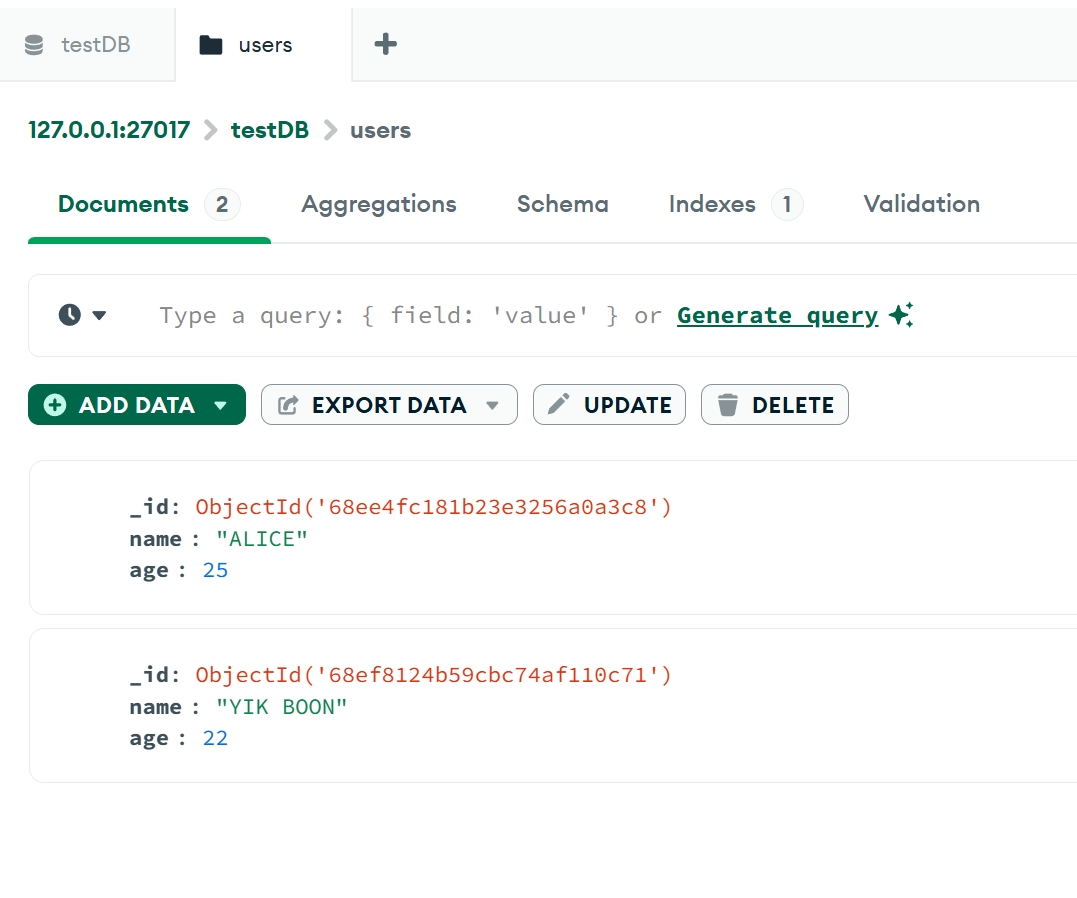 testDB users
127.0.0.1:27017 testDB users
Documents 2 Aggregations Schema Indexes 1 Validation
Type a query: { field: 'value' } or Generate query
ADD DATA EXPORT DATA UPDATE DELETE
_id: ObjectId('68ee4fc181b23e3256a0a3c8')
name : "ALICE"
age : 25
_id: ObjectId('68ef8124b59cbc74af110c71')
name : "YIK BOON"
age : 22